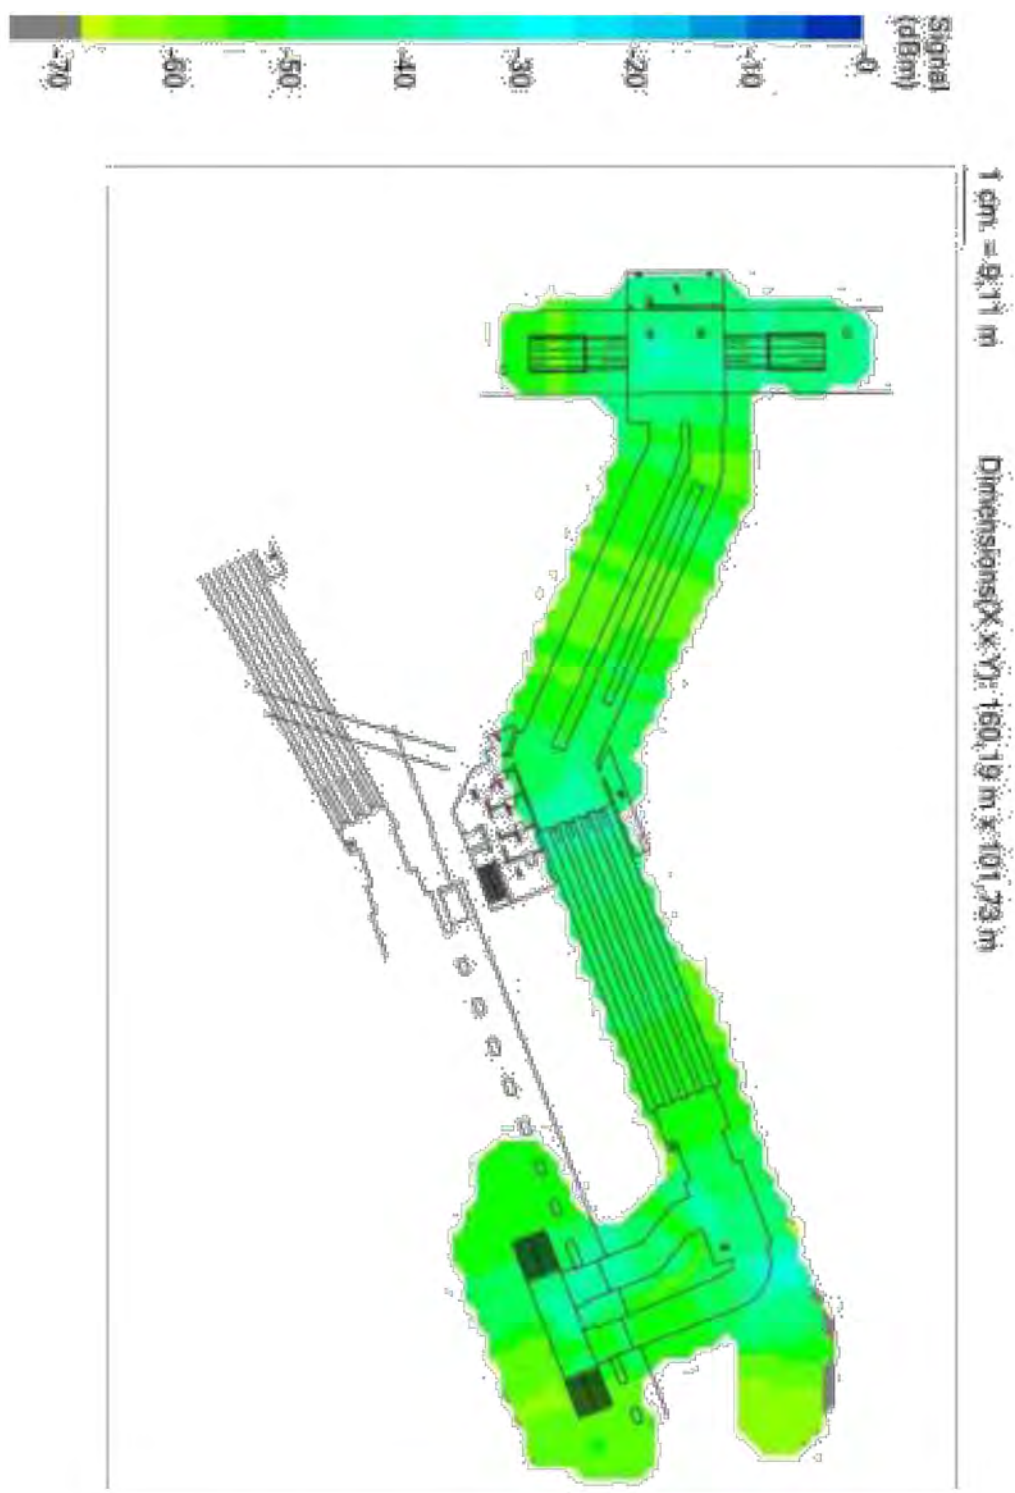 Signal
(dBm)
0
-10
-20
-30
-40
-50
-60
-70
1 cm. = 9,11 m
Dimensions(X x Y): 160,19 m x 101,73 m